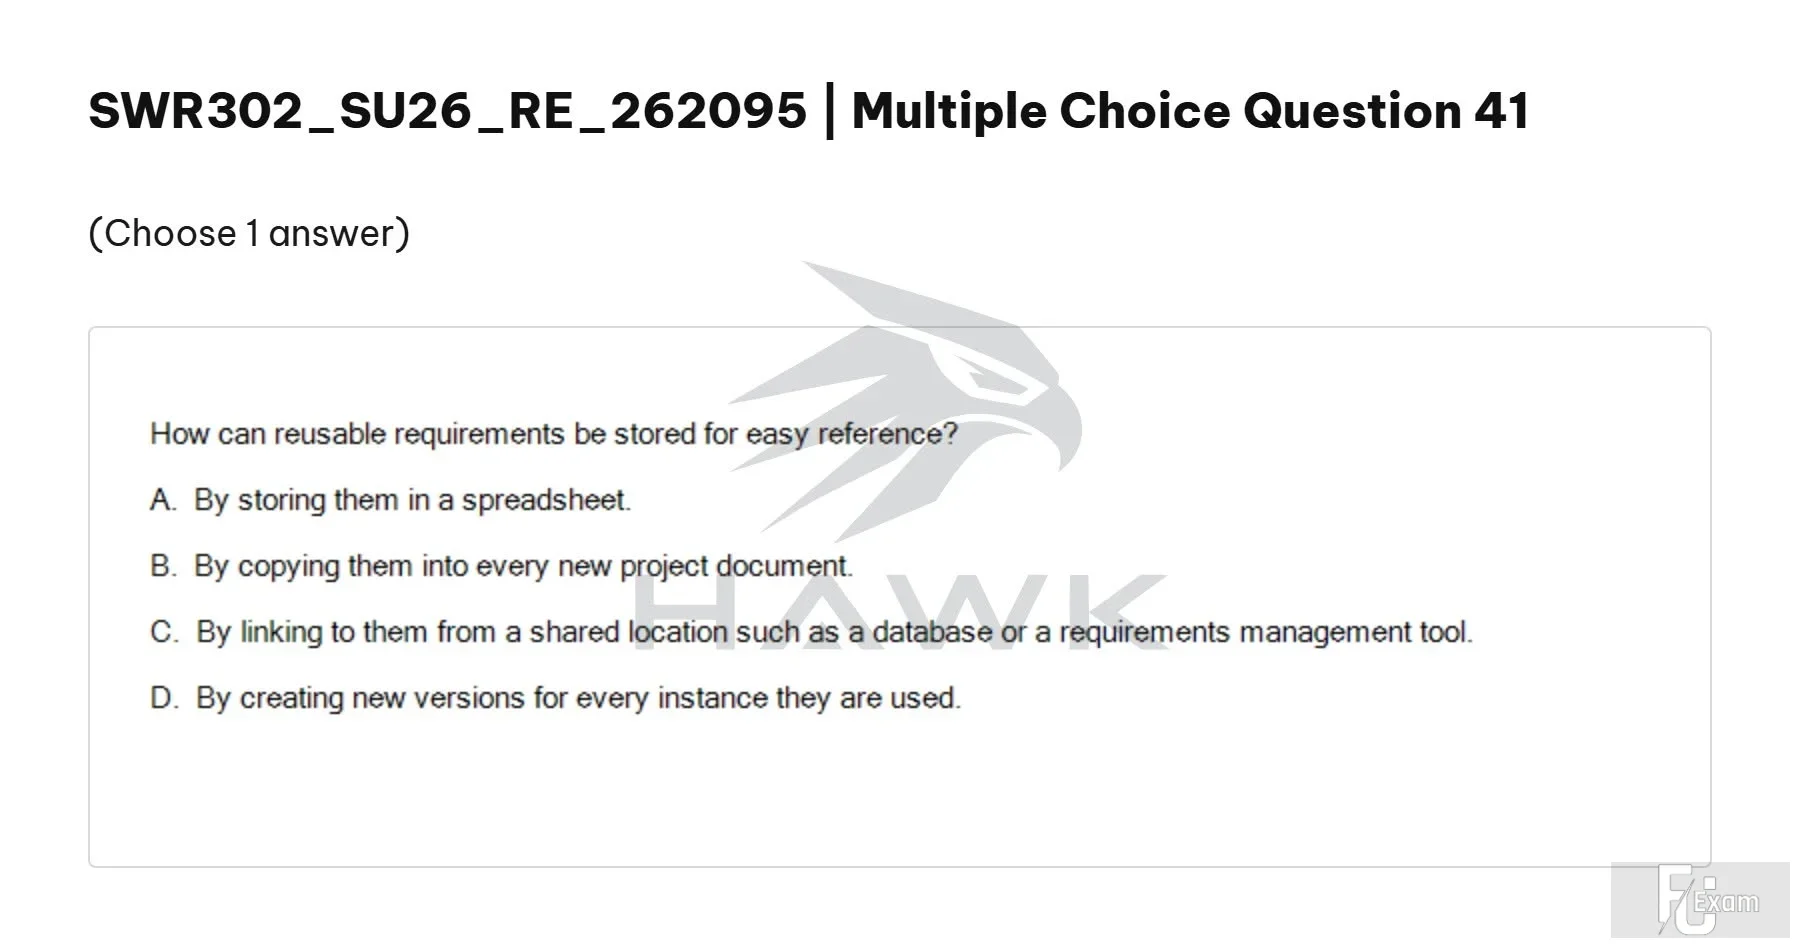 SWR302_SU26_RE_262095 | Multiple Choice Question 41
(Choose 1 answer)
How can reusable requirements be stored for easy reference?
A. By storing them in a spreadsheet.
B. By copying them into every new project document.
C. By linking to them from a shared location such as a database or a requirements management tool.
D. By creating new versions for every instance they are used.
HAWK
FU Exam